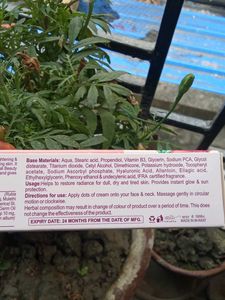 Base Materials: Aqua, Stearic acid, Propendiol, Vitamin B3, Glycerin, Sodium PCA, Glycol
distearate, Titanium dioxide, Cetyl Alcohol, Dimethicone, Potassium hydroxide, Tocopheryl
acetate, Sodium Ascorbyl phosphate, Hyaluronic Acid, Allantoin, Ellagic acid,
Ethylhexylglycerin, Phenoxy ethanol & undecylenic acid, IFRA certified fragrance.
Usage: Helps to restore radiance for dull, dry and tired skin. Provides instant glow & sun
protection.
Directions for use: Apply dots of cream onto your face & neck, Massage gently in circular
motion or clockwise.
Herbal composition may result in change of colour of product over a period of time. This does
not change the effectiveness of the product.
EXPIRY DATE: 24 MONTHS FROM THE DATE OF MFG.